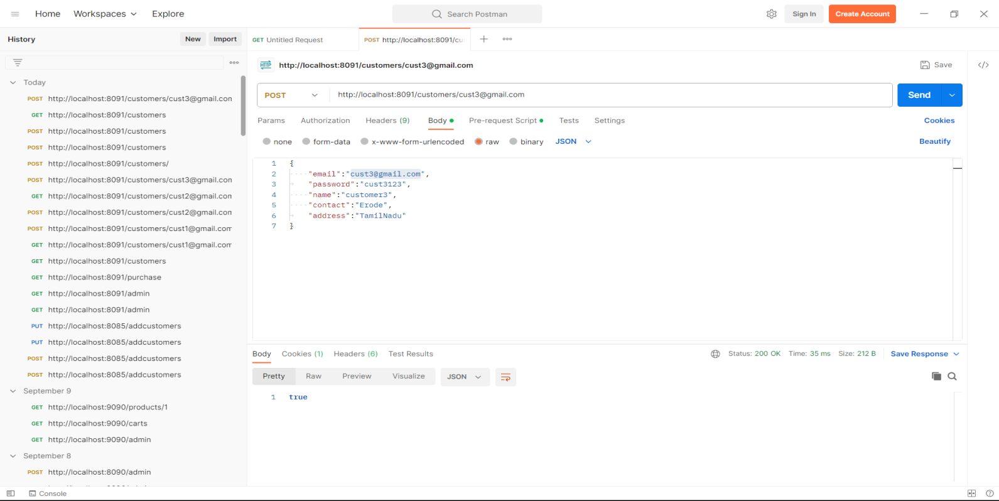 Home Workspaces Explore Search Postman Sign In Create Account
History New Import GET Untitled Request POST http://localhost:8091/cu
HTTP http://localhost:8091/customers/cust3@gmail.com Save </>
Today
POST http://localhost:8091/customers/cust3@gmail.con
POST http://localhost:8091/customers/cust3@gmail.com Send
GET http://localhost:8091/customers
Params Authorization Headers (9) Body Pre-request Script Tests Settings Cookies
POST http://localhost:8091/customers
POST http://localhost:8091/customers
none form-data x-www-form-urlencoded raw binary JSON Beautify
POST http://localhost:8091/customers/
POST http://localhost:8091/customers/cust3@gmail.con
GET http://localhost:8091/customers/cust2@gmail.con
POST http://localhost:8091/customers/cust2@gmail.con
POST http://localhost:8091/customers/cust1@gmail.com
GET http://localhost:8091/customers/cust1@gmail.com
GET http://localhost:8091/customers
GET http://localhost:8091/purchase
GET http://localhost:8091/admin
GET http://localhost:8091/admin
PUT http://localhost:8085/addcustomers
PUT http://localhost:8085/addcustomers
POST http://localhost:8085/addcustomers
POST http://localhost:8085/addcustomers
September 9
GET http://localhost:9090/products/1
GET http://localhost:9090/carts
GET http://localhost:9090/admin
September 8
POST http://localhost:8090/admin
1 {
2 "email":"cust3@gmail.com",
3 "password":"cust3123",
4 "name":"customer3",
5 "contact":"Erode",
6 "address":"TamilNadu"
7 }
Body Cookies (1) Headers (6) Test Results Status: 200 OK Time: 35 ms Size: 212 B Save Response
Pretty Raw Preview Visualize JSON
1 true
Console